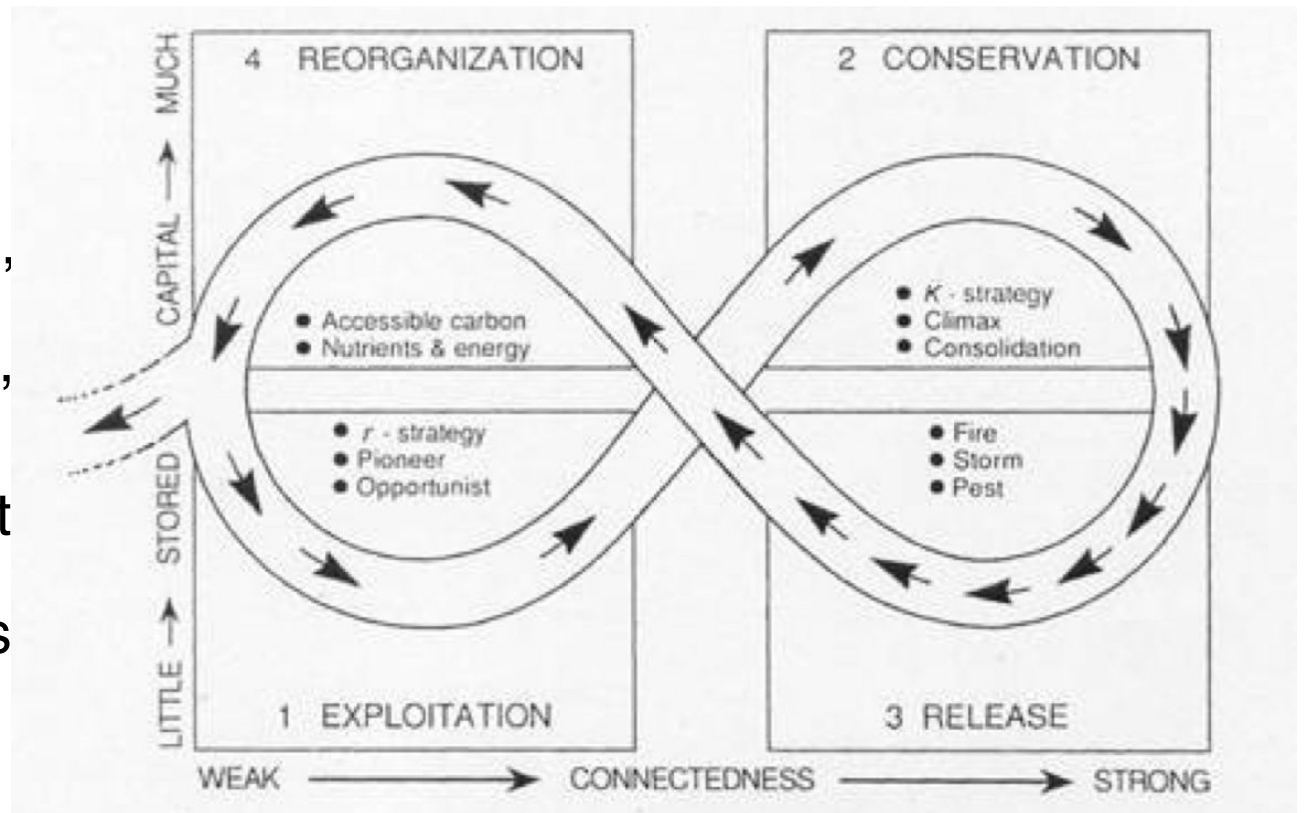 4 REORGANIZATION
2 CONSERVATION
LITTLE STORED CAPITAL MUCH
,
,
t
s
• Accessible carbon
• Nutrients & energy
• K - strategy
• Climax
• Consolidation
• r - strategy
• Pioneer
• Opportunist
• Fire
• Storm
• Pest
1 EXPLOITATION
3 RELEASE
WEAK CONNECTEDNESS STRONG